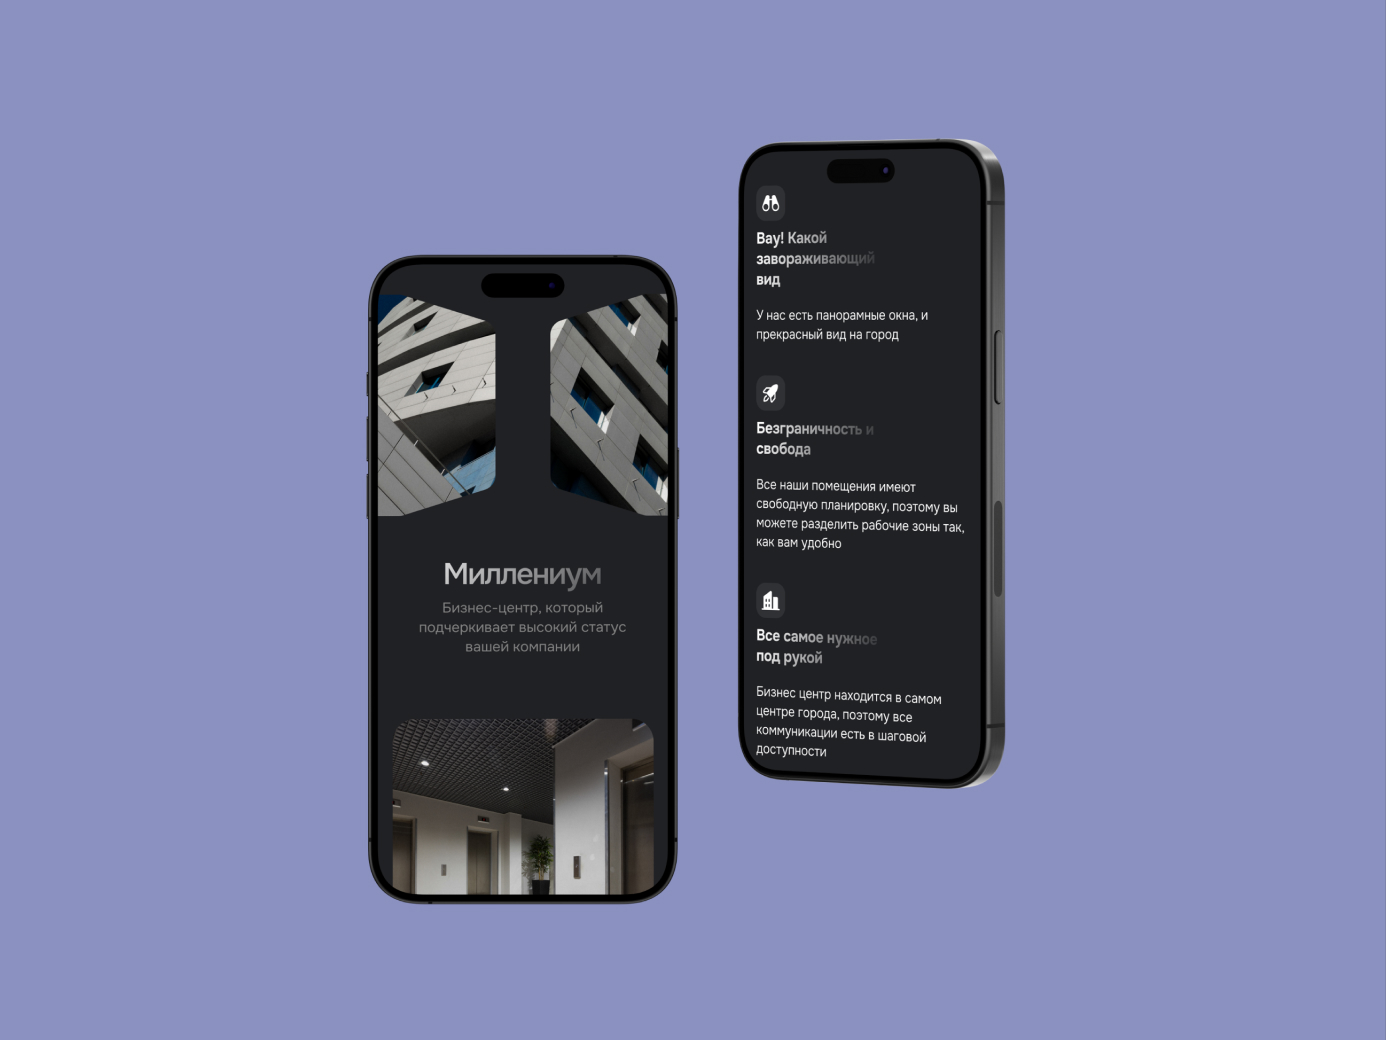 Миллениум
Бизнес-центр, который
подчеркивает высокий статус
вашей компании
Вау! Какой
завораживающий
вид
У нас есть панорамные окна, и
прекрасный вид на город
Безграничность и
свобода
Все наши помещения имеют
свободную планировку, поэтому вы
можете разделить рабочие зоны так,
как вам удобно
Все самое нужное
под рукой
Бизнес центр находится в самом
центре города, поэтому все
коммуникации есть в шаговой
доступности